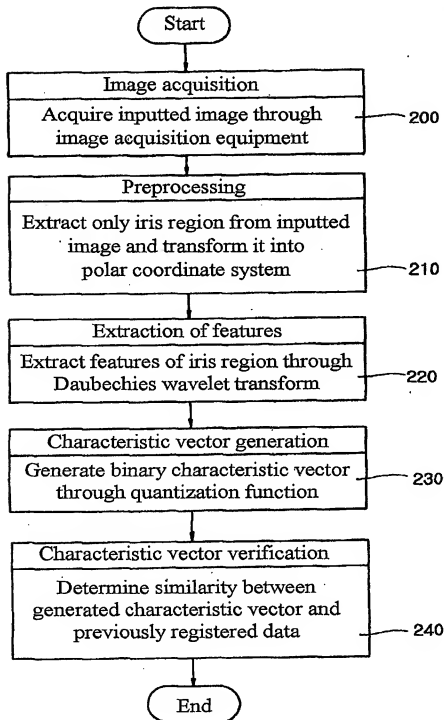 Start
Image acquisition
Acquire inputted image through
image acquisition equipment
200
Preprocessing
Extract only iris region from inputted
image and transform it into
polar coordinate system
210
Extraction of features
Extract features of iris region through
Daubechies wavelet transform
220
Characteristic vector generation
Generate binary characteristic vector
through quantization function
230
Characteristic vector verification
Determine similarity between
generated characteristic vector and
previously registered data
240
End